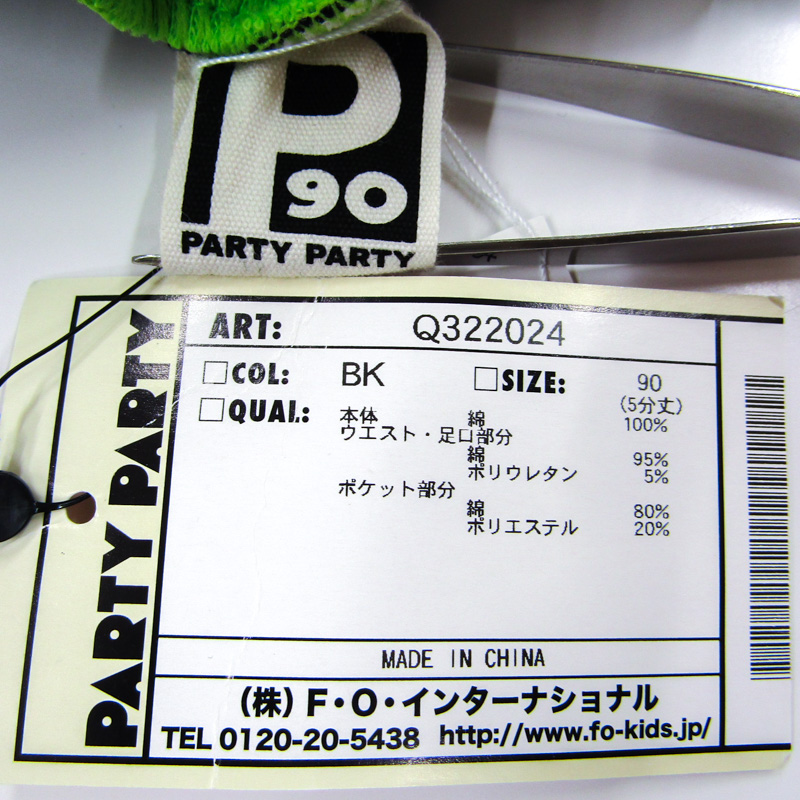 P
90
PARTY PARTY
PARTY PARTY PARTY
ART: Q322024
□COL: BK □SIZE: 90
(5分丈)
□QUAL: 本体 綿 100%
ウエスト・足口部分
綿 95%
ポリウレタン 5%
ポケット部分
綿 80%
ポリエステル 20%
MADE IN CHINA
(株) F・O・インターナショナル
TEL 0120-20-5438 http://www.fo-kids.jp/